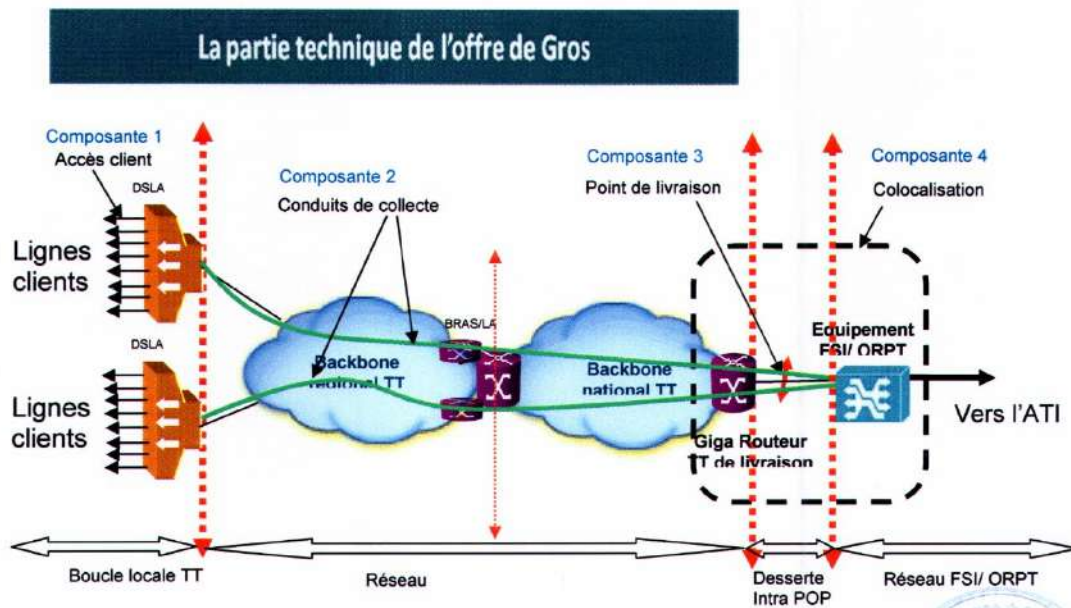 La partie technique de l'offre de Gros
Composante 1
Accès client
DSLA
Lignes
clients
DSLA
Lignes
clients
Composante 2
Conduits de collecte
BRAS/LA
Backbone
regional TT
Backbone
national TT
Composante 3
Point de livraison
Composante 4
Colocalisation
Equipement
FSI/ ORPT
Giga Routeur
TT de livraison
Vers l'ATI
Boucle locale TT
Réseau
Desserte
Intra POP
Réseau FSI/ ORPT